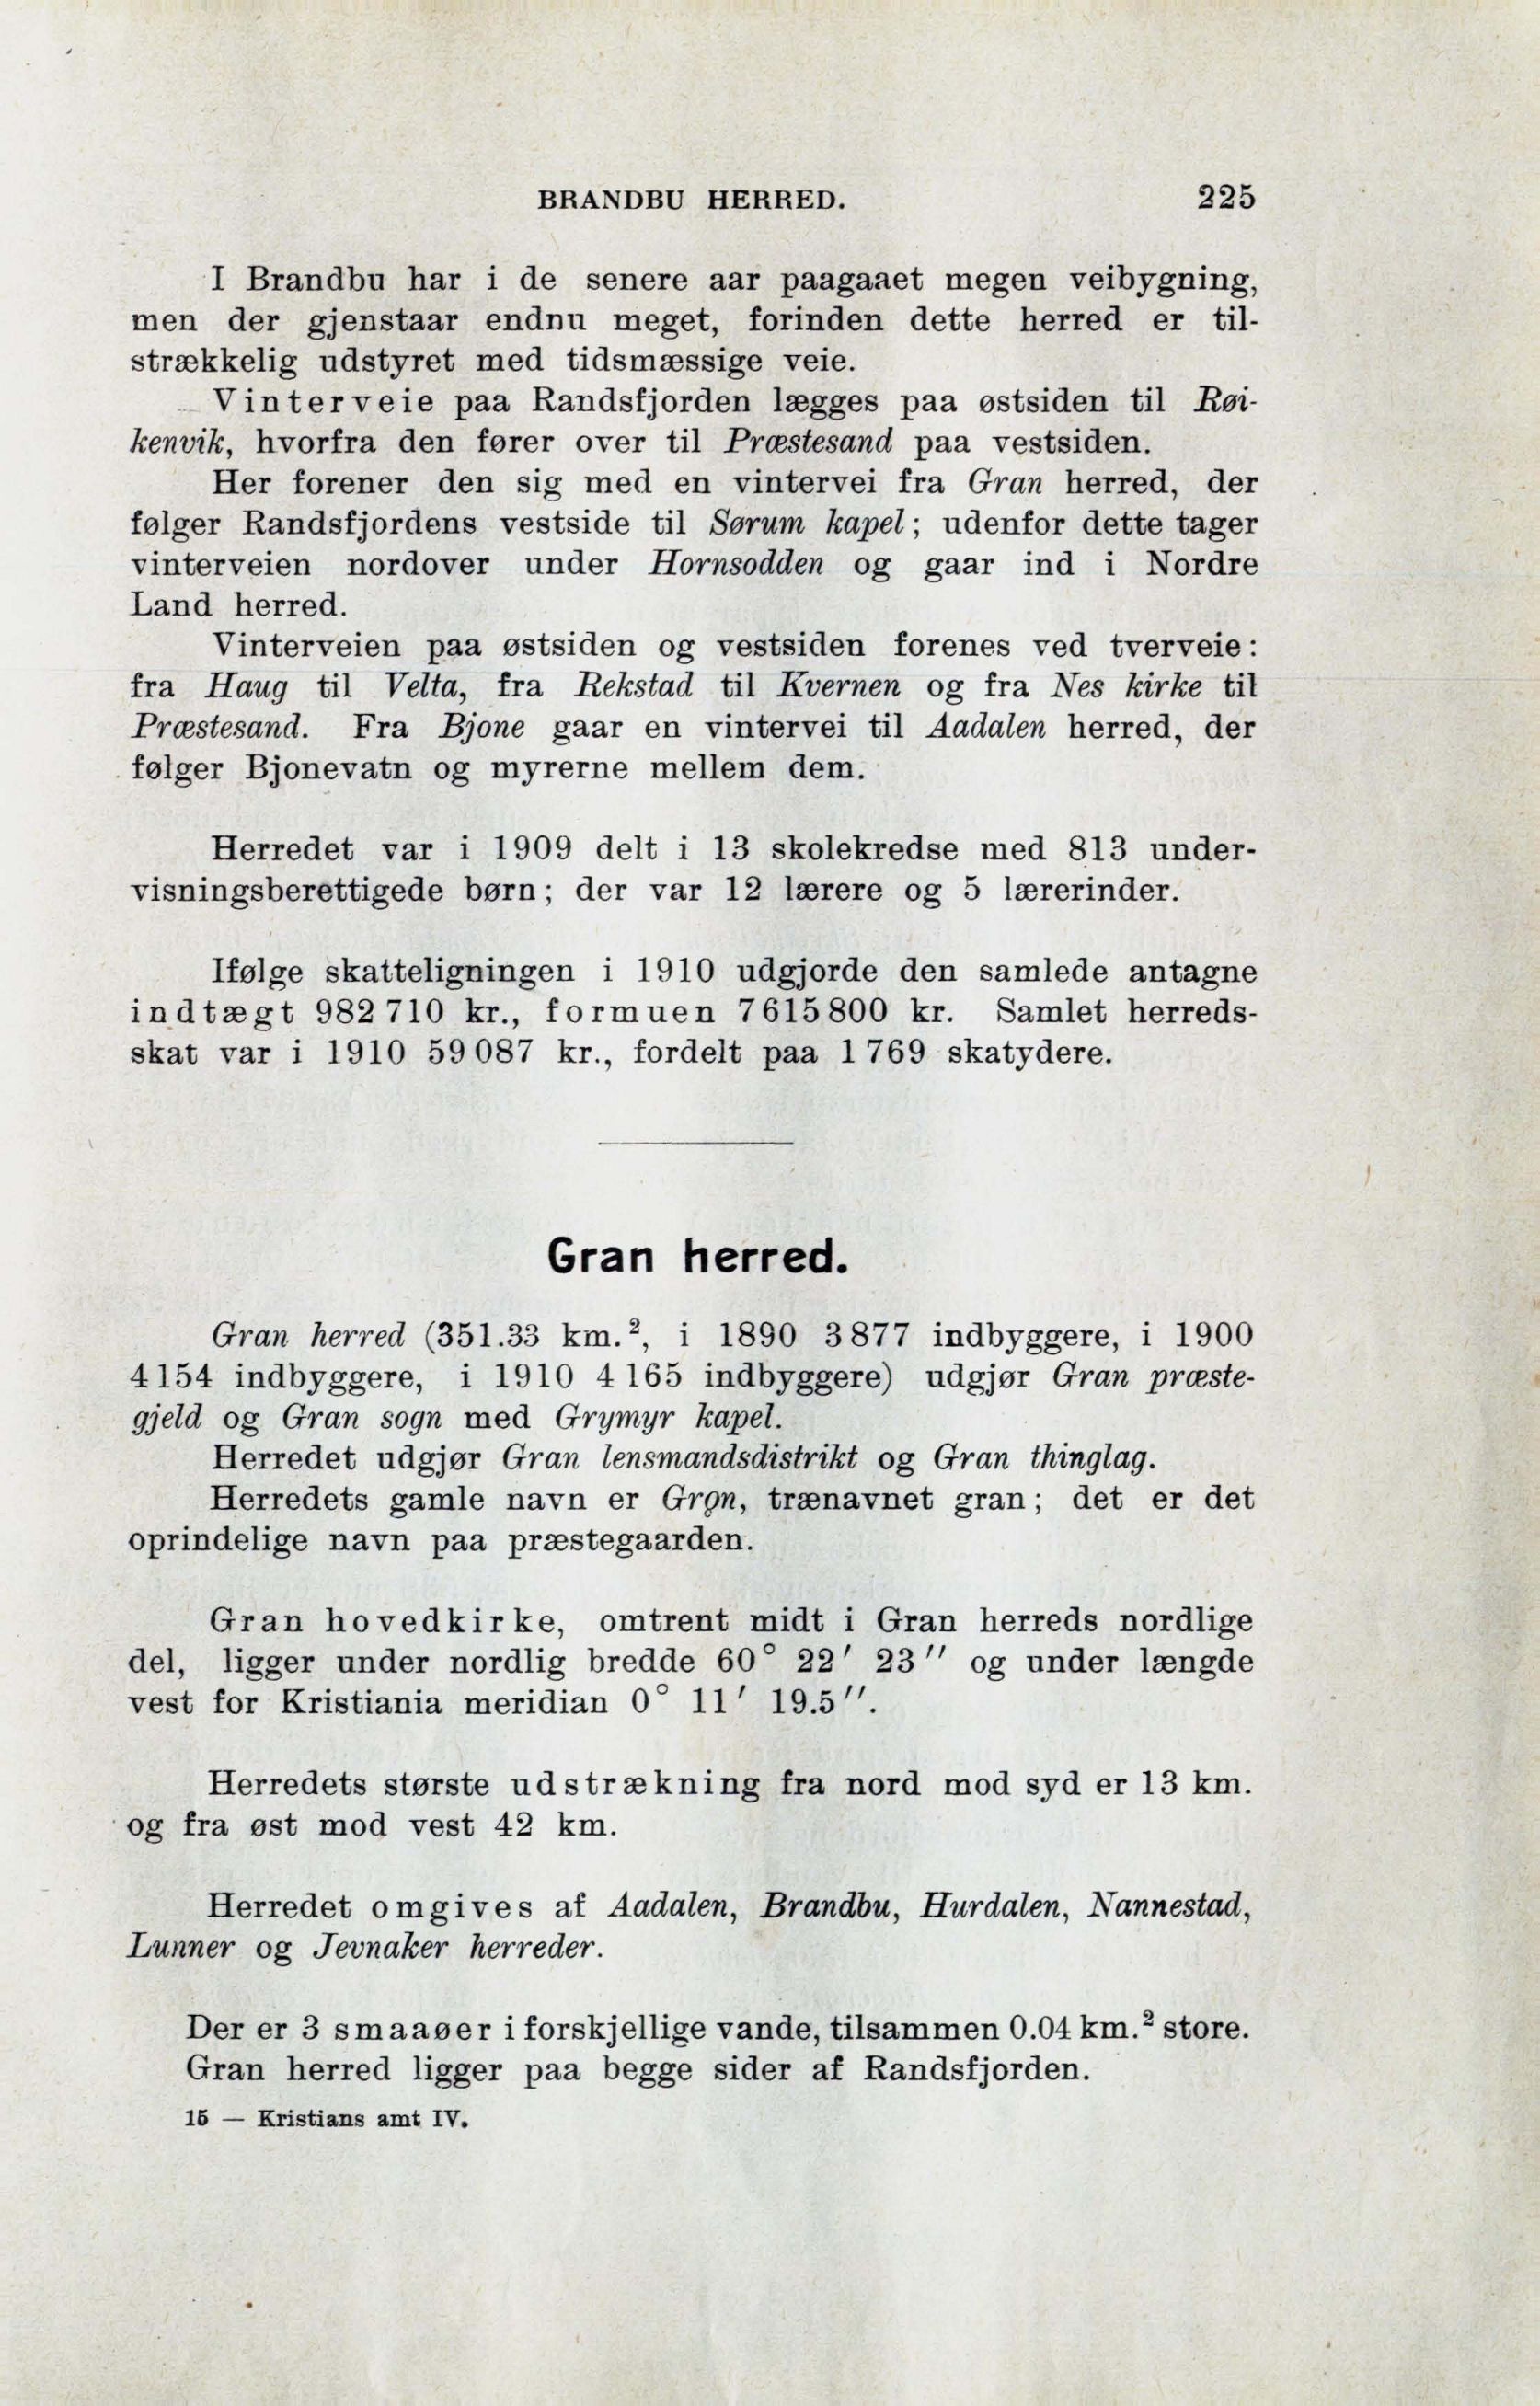 BRANDBU HERRED. 225
I Brandbu har i de senere aar paagaaet megen veibygning,
men der gjenstaar endnu meget, forinden dette herred er til-
strækkelig udstyret med tidsmæssige veie.
Vinterveie paa Randsfjorden lægges paa østsiden til Røi-
kenvik, hvorfra den fører over til Præstesand paa vestsiden.
Her forener den sig med en vintervei fra Gran herred, der
følger Randsfjordens vestside til Sørum kapel; udenfor dette tager
vinterveien nordover under Hornsodden og gaar ind i Nordre
Land herred.
Vinterveien paa østsiden og vestsiden forenes ved tverveie:
fra Haug til Velta, fra Rekstad til Kvernen og fra Nes kirke til
Præstesand. Fra Bjone gaar en vintervei til Aadalen herred, der
følger Bjonevatn og myrerne mellem dem.
Herredet var i 1909 delt i 13 skolekredse med 813 under-
visningsberettigede børn; der var 12 lærere og 5 lærerinder.
Ifølge skatteligningen i 1910 udgjorde den samlede antagne
indtægt 982 710 kr., formuen 7 615 800 kr. Samlet herreds-
skat var i 1910 59 087 kr., fordelt paa 1 769 skatydere.
Gran herred.
Gran herred (351.33 km.², i 1890 3 877 indbyggere, i 1900
4 154 indbyggere, i 1910 4 165 indbyggere) udgjør Gran præste-
gjeld og Gran sogn med Grymyr kapel.
Herredet udgjør Gran lensmandsdistrikt og Gran thinglag.
Herredets gamle navn er Grǫn, trænavnet gran; det er det
oprindelige navn paa præstegaarden.
Gran hovedkirke, omtrent midt i Gran herreds nordlige
del, ligger under nordlig bredde 60° 22′ 23″ og under længde
vest for Kristiania meridian 0° 11′ 19.5″.
Herredets største udstrækning fra nord mod syd er 13 km.
og fra øst mod vest 42 km.
Herredet omgives af Aadalen, Brandbu, Hurdalen, Nannestad,
Lunner og Jevnaker herreder.
Der er 3 smaaøer i forskjellige vande, tilsammen 0.04 km.² store.
Gran herred ligger paa begge sider af Randsfjorden.
15 — Kristians amt IV.